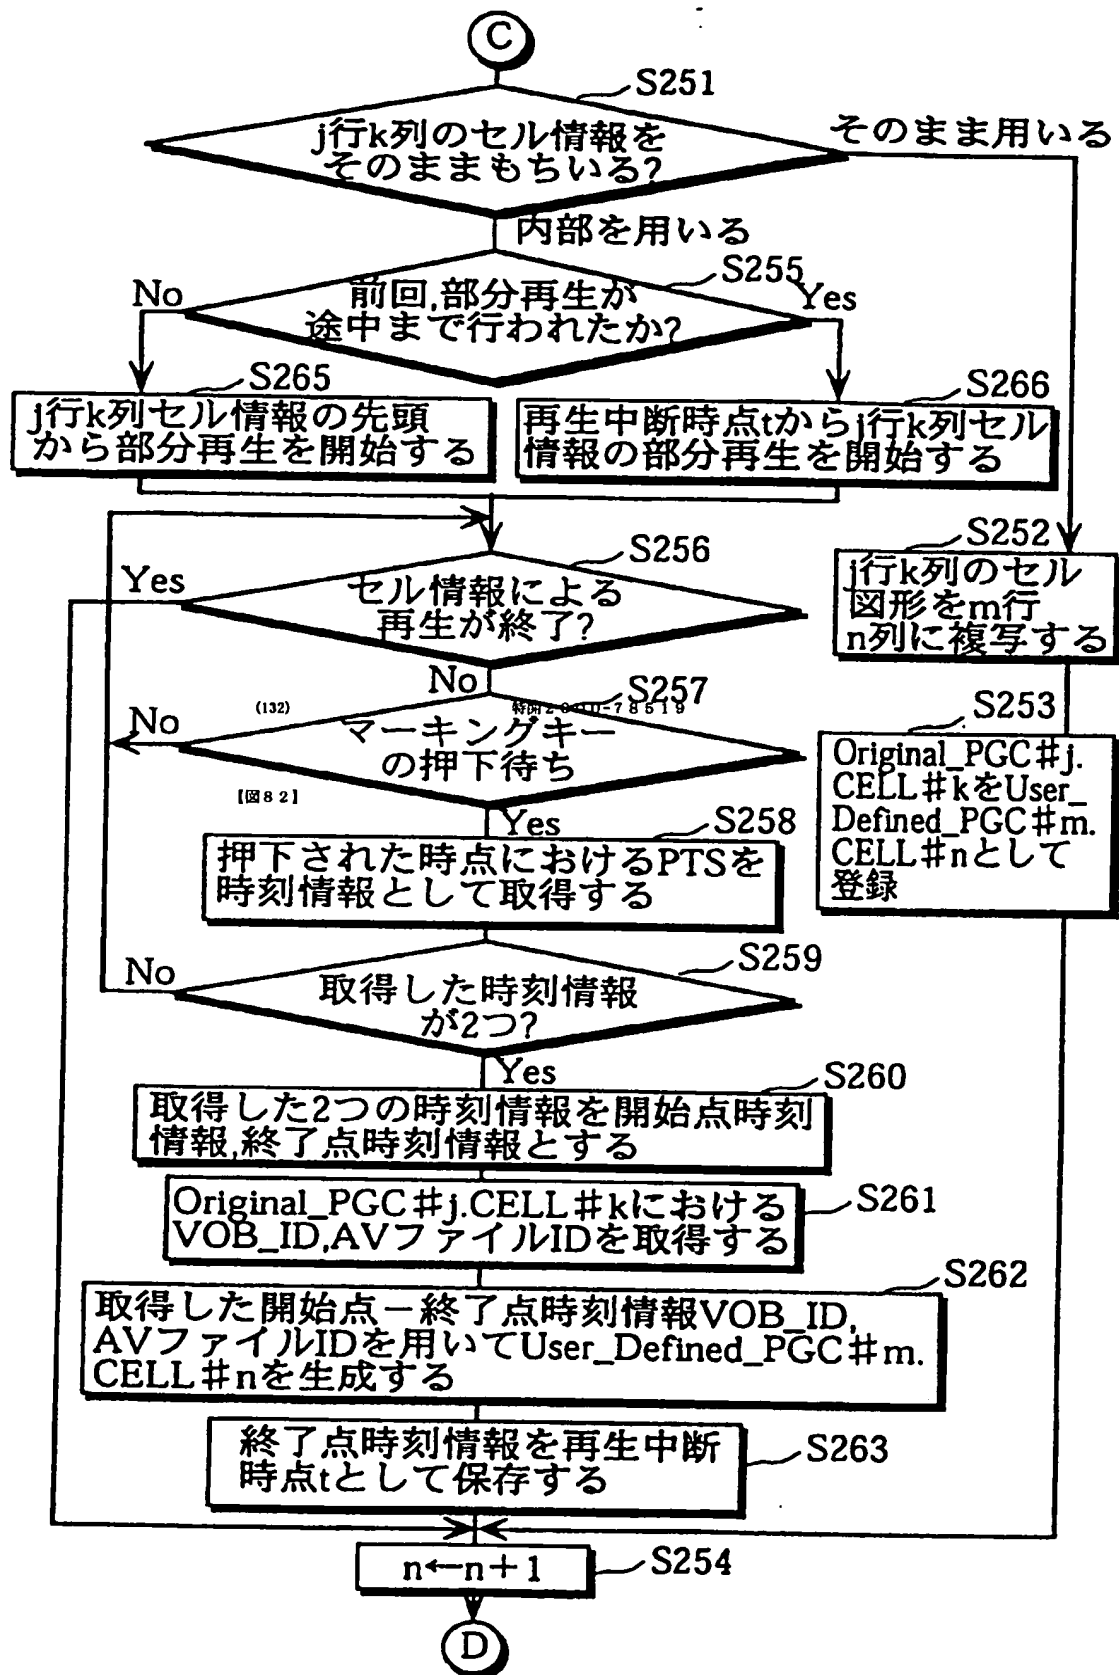 C
S251
j行k列のセル情報を
そのままもちいる?
そのまま用いる
内部を用いる
S255
No
前回,部分再生が
途中まで行われたか?
Yes
S265
j行k列セル情報の先頭
から部分再生を開始する
S266
再生中断時点tからj行k列セル
情報の部分再生を開始する
S256
Yes
セル情報による
再生が終了?
No
S252
j行k列のセル
図形をm行
n列に複写する
S257
(132)
No
マーキングキー
の押下待ち
【図82】
Yes
S253
Original_PGC#j.
CELL#kをUser_
Defined_PGC#m.
CELL#nとして
登録
S258
押下された時点におけるPTSを
時刻情報として取得する
S259
No
取得した時刻情報
が2つ?
Yes
S260
取得した2つの時刻情報を開始点時刻
情報,終了点時刻情報とする
S261
Original_PGC#j.CELL#kにおける
VOB_ID,AVファイルIDを取得する
S262
取得した開始点－終了点時刻情報VOB_ID,
AVファイルIDを用いてUser_Defined_PGC#m.
CELL#nを生成する
S263
終了点時刻情報を再生中断
時点tとして保存する
n←n+1
S254
D